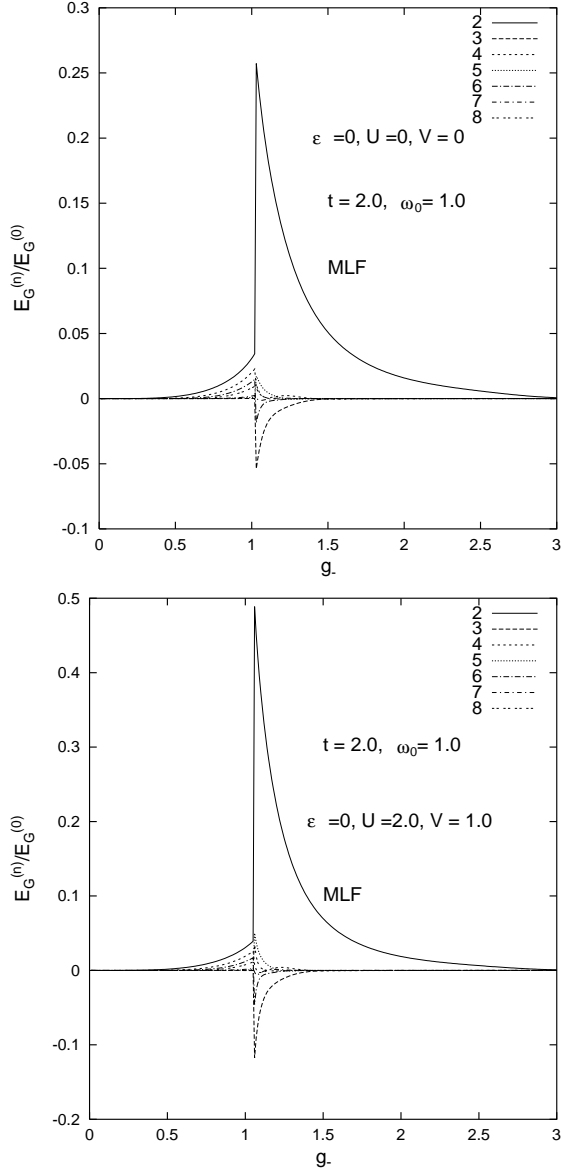 0.3
0.25
0.2
0.15
0.1
0.05
0
-0.05
-0.1
E_G^(n)/E_G^(0)
2
3
4
5
6
7
8
ε =0, U =0, V = 0
t = 2.0, ω₀= 1.0
MLF
0 0.5 1 1.5 2 2.5 3
g-
0.5
0.4
0.3
0.2
0.1
0
-0.1
-0.2
E_G^(n)/E_G^(0)
2
3
4
5
6
7
8
t = 2.0, ω₀= 1.0
ε =0, U =2.0, V = 1.0
MLF
0 0.5 1 1.5 2 2.5 3
g-